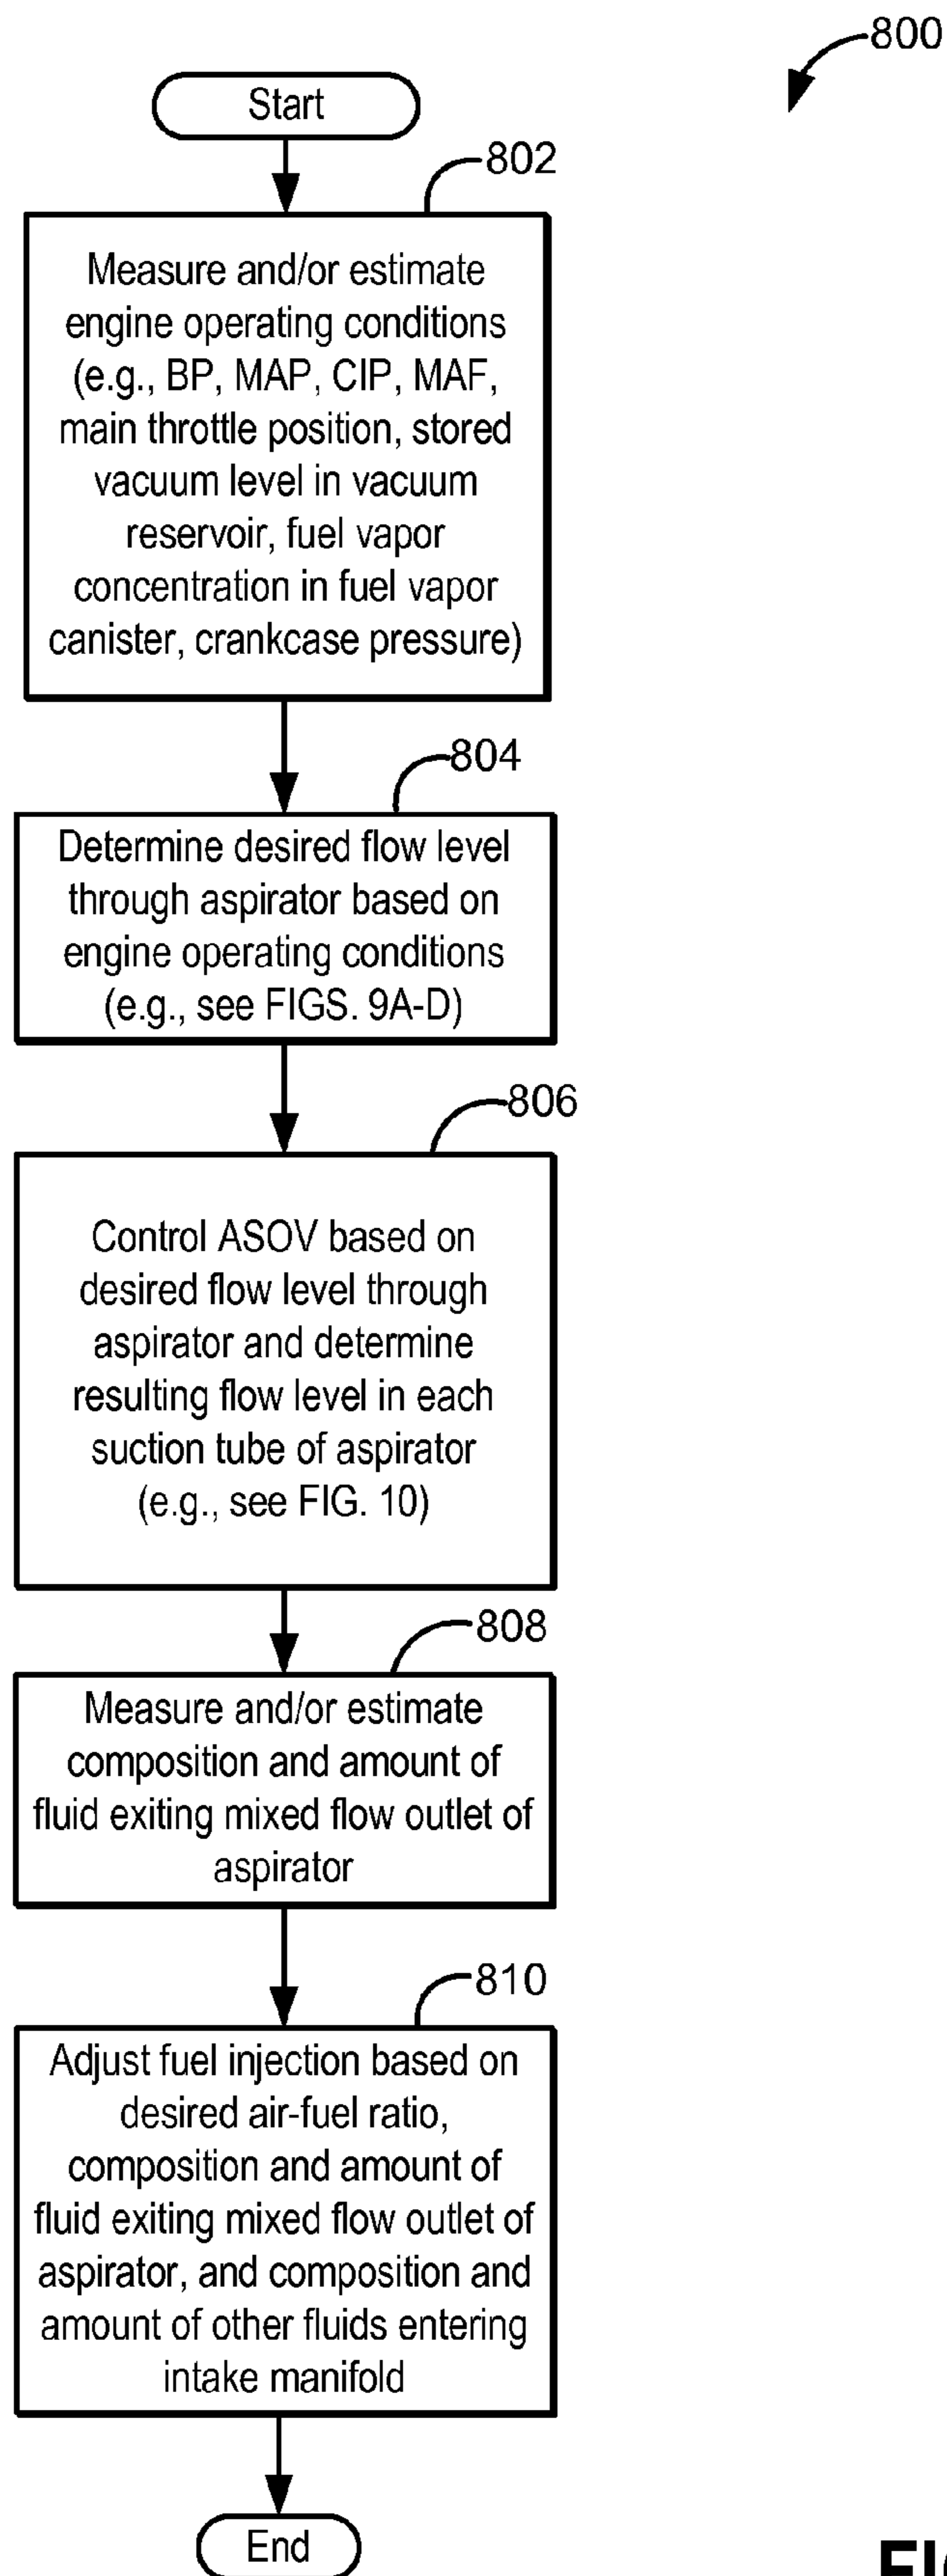 800
Start
802
Measure and/or estimate
engine operating conditions
(e.g., BP, MAP, CIP, MAF,
main throttle position, stored
vacuum level in vacuum
reservoir, fuel vapor
concentration in fuel vapor
canister, crankcase pressure)
804
Determine desired flow level
through aspirator based on
engine operating conditions
(e.g., see FIGS. 9A-D)
806
Control ASOV based on
desired flow level through
aspirator and determine
resulting flow level in each
suction tube of aspirator
(e.g., see FIG. 10)
808
Measure and/or estimate
composition and amount of
fluid exiting mixed flow outlet of
aspirator
810
Adjust fuel injection based on
desired air-fuel ratio,
composition and amount of
fluid exiting mixed flow outlet of
aspirator, and composition and
amount of other fluids entering
intake manifold
End